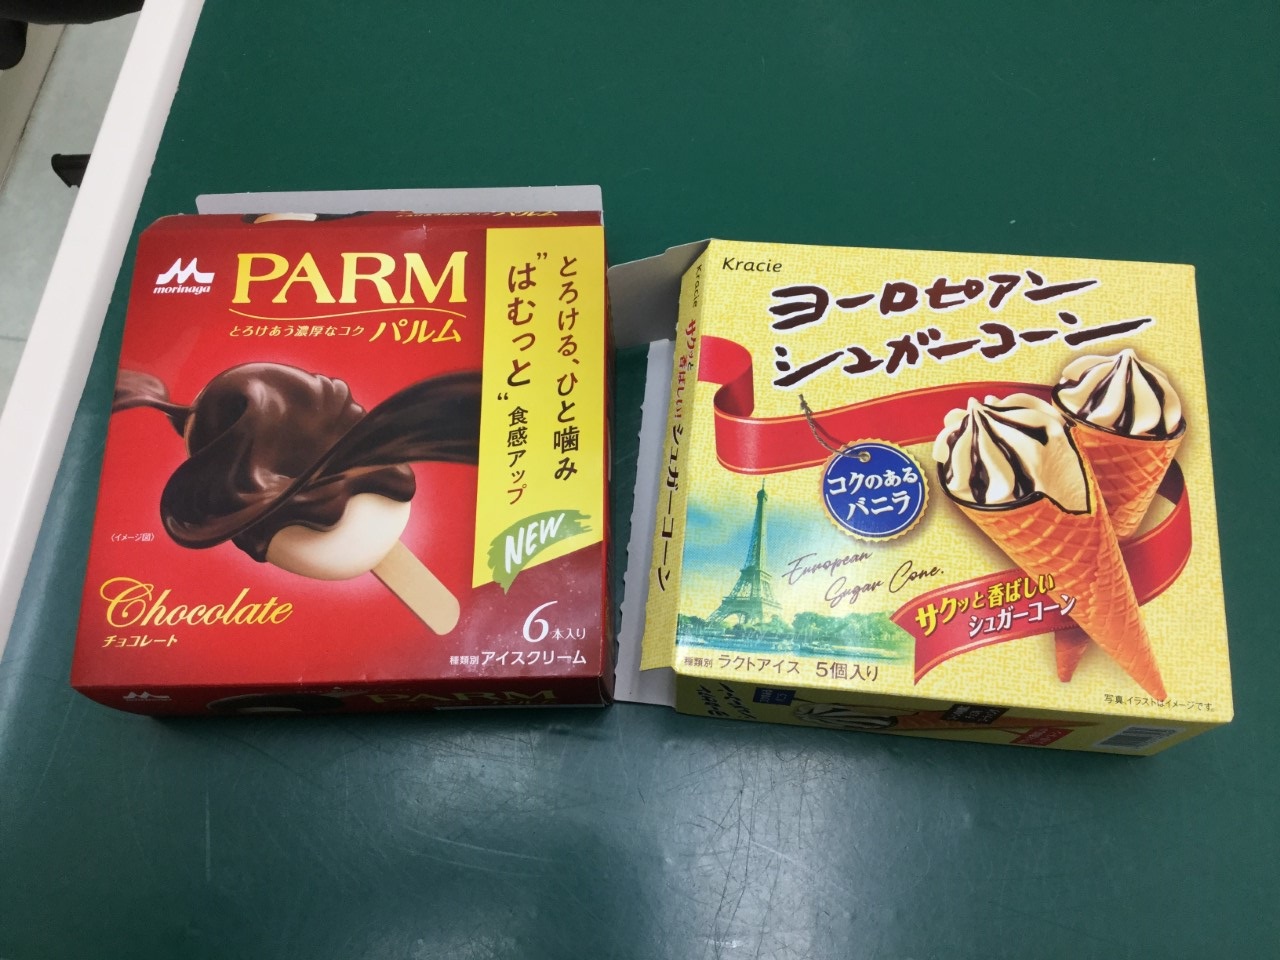 morinaga
PARM
とろけあう濃厚なコク パルム
とろける、ひと噛み
"はむっと"食感アップ
NEW
〈イメージ図〉
Chocolate
チョコレート
6本入り
種類別 アイスクリーム
パルム
PARM
Kracie
ヨーロピアン
シュガーコーン
コクのある
バニラ
European
Sugar Cone.
サクッと香ばしい
シュガーコーン
種類別 ラクトアイス 5個入り
写真、イラストはイメージです。
Kracie
サクッと香ばしい!
シュガーコーン